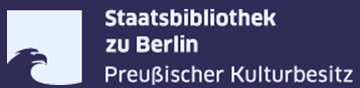 Staatsbibliothek
zu Berlin
Preußischer Kulturbesitz